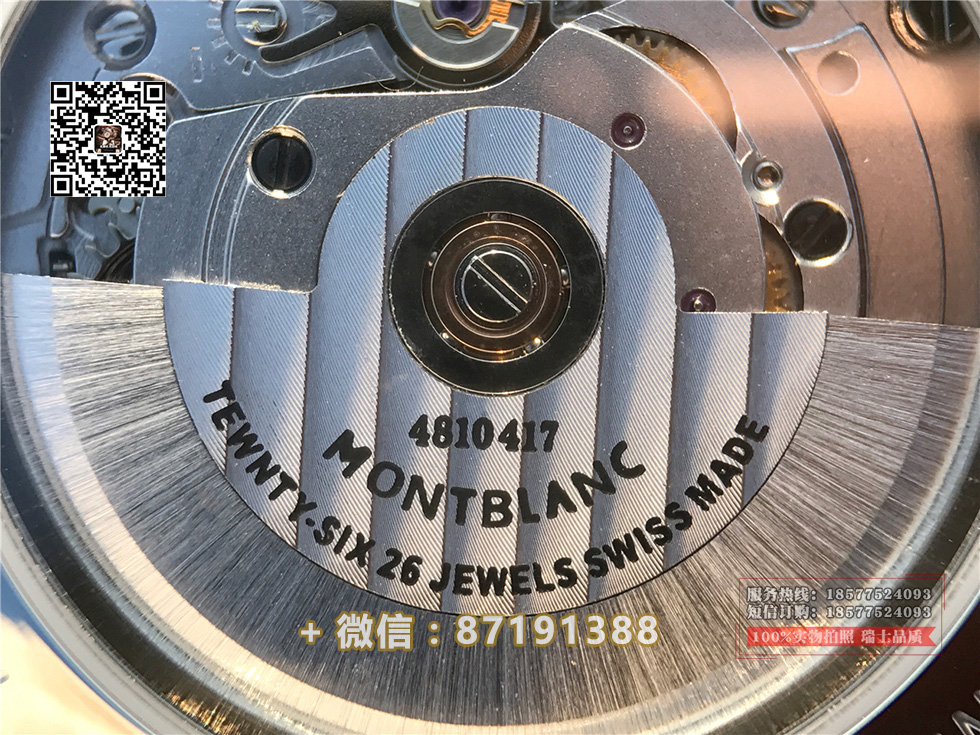 4810417
MONTBLANC
TEWNTY-SIX 26 JEWELS SWISS MADE
服务热线：18577524093
短信订购：18577524093
+ 微信：87191388
100%实物拍照 瑞士品质